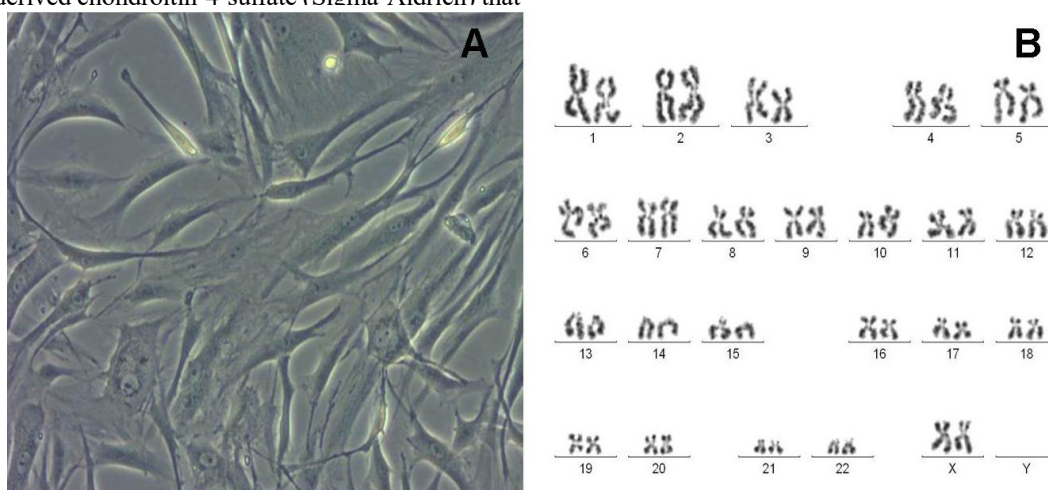 derived chondroitin-4-sulfate (Sigma-Aldrich) that
A
B
1 2 3 4 5
6 7 8 9 10 11 12
13 14 15 16 17 18
19 20 21 22 X Y